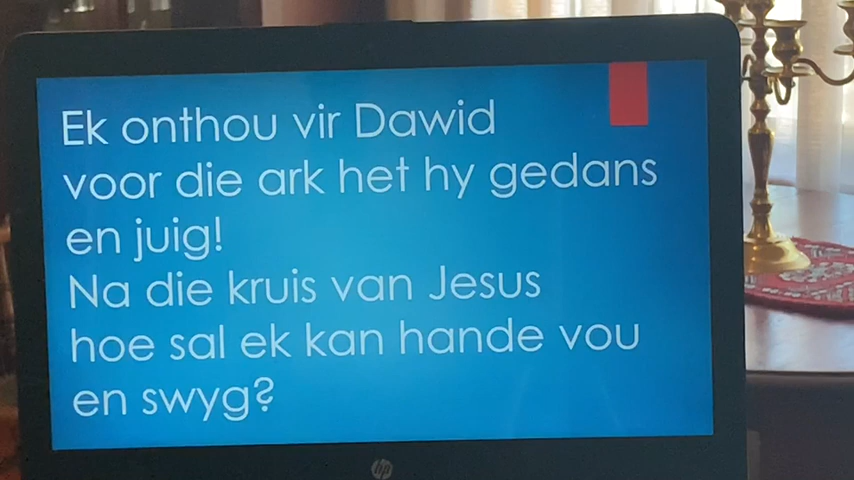 Ek onthou vir Dawid
voor die ark het hy gedans
en juig!
Na die kruis van Jesus
hoe sal ek kan hande vou
en swyg?
hp